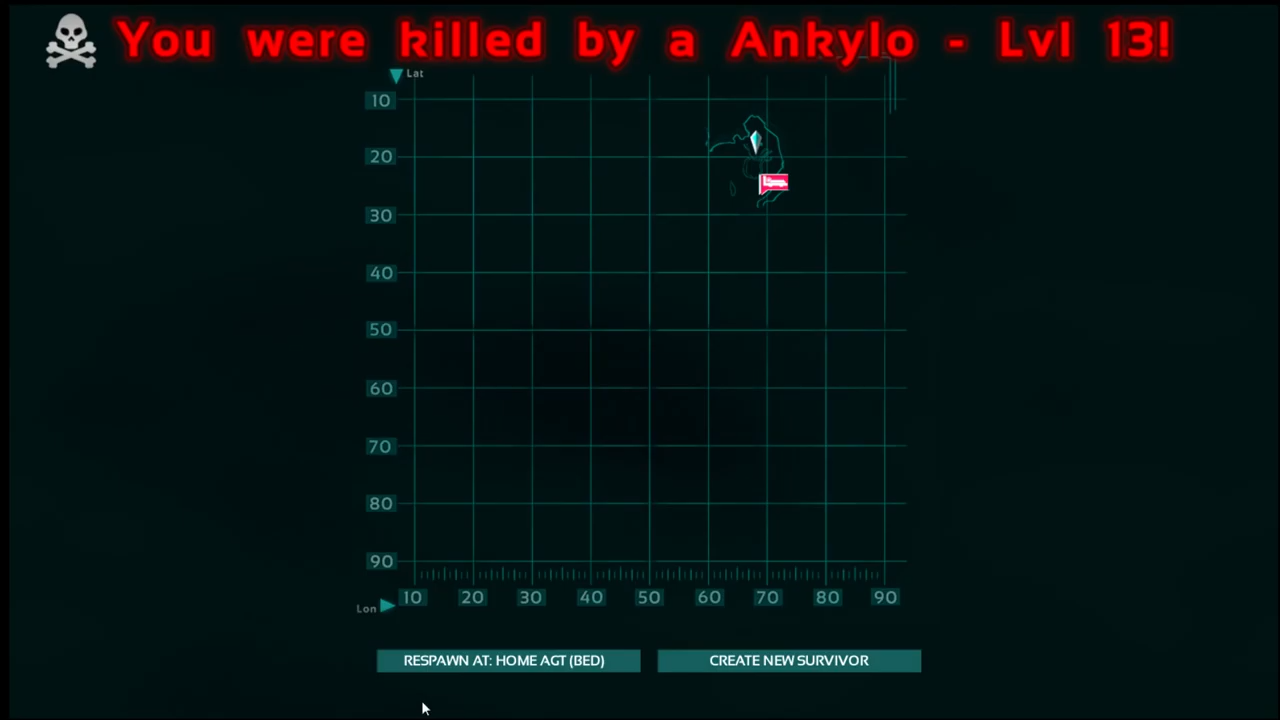 You were killed by a Ankylo - Lvl 13!
Lat
10
20
30
40
50
60
70
80
90
Lon
10 20 30 40 50 60 70 80 90
RESPAWN AT: HOME AGT (BED) CREATE NEW SURVIVOR